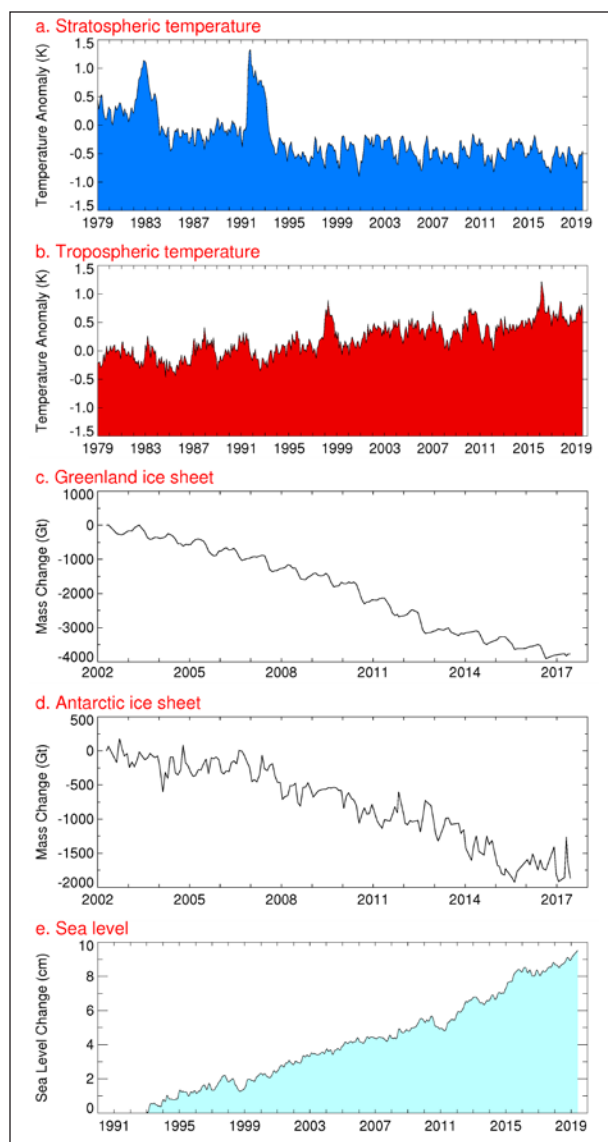 a. Stratospheric temperature
Temperature Anomaly (K)
1.5
1.0
0.5
0.0
-0.5
-1.0
-1.5
1979 1983 1987 1991 1995 1999 2003 2007 2011 2015 2019
b. Tropospheric temperature
Temperature Anomaly (K)
1.5
1.0
0.5
0.0
-0.5
-1.0
-1.5
1979 1983 1987 1991 1995 1999 2003 2007 2011 2015 2019
c. Greenland ice sheet
Mass Change (Gt)
1000
0
-1000
-2000
-3000
-4000
2002 2005 2008 2011 2014 2017
d. Antarctic ice sheet
Mass Change (Gt)
500
0
-500
-1000
-1500
-2000
2002 2005 2008 2011 2014 2017
e. Sea level
Sea Level Change (cm)
10
8
6
4
2
0
1991 1995 1999 2003 2007 2011 2015 2019